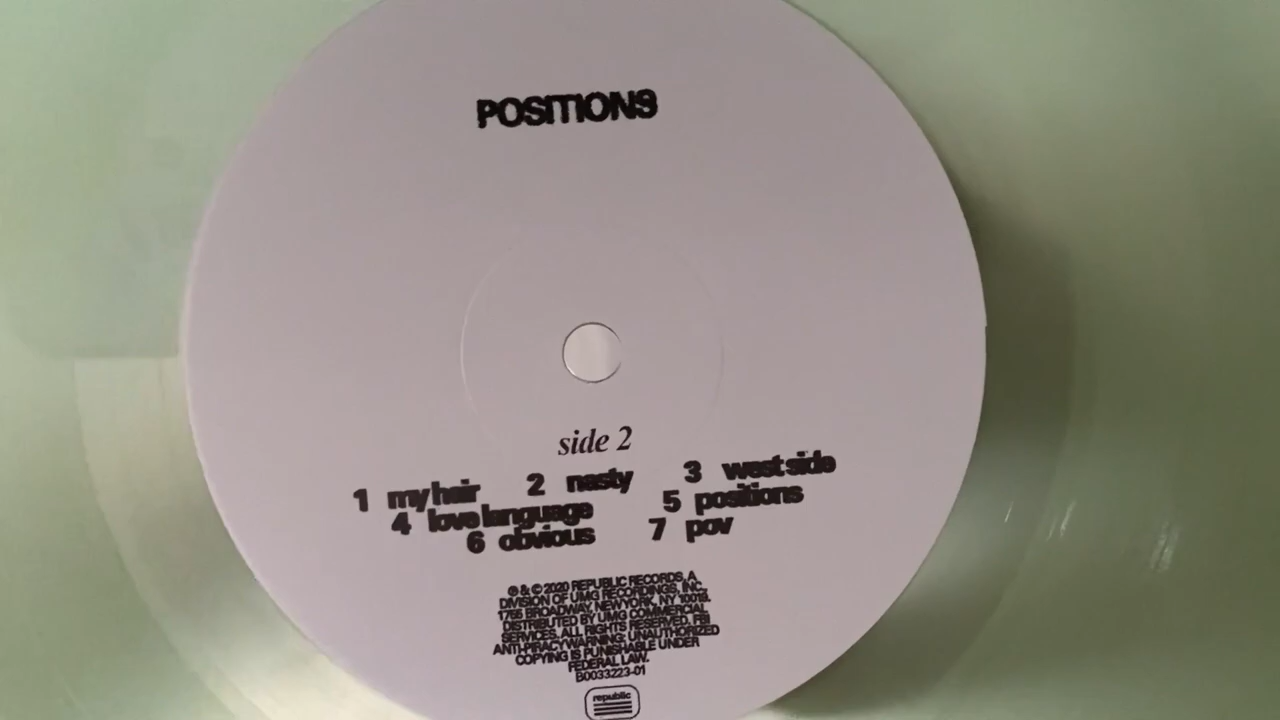 POSITIONS
side 2
1 my hair 2 nasty 3 west side
4 love language 5 positions
6 obvious 7 pov
℗ & © 2020 REPUBLIC RECORDS, A
DIVISION OF UMG RECORDINGS, INC.,
1755 BROADWAY, NEW YORK, NY 10019.
DISTRIBUTED BY UMG COMMERCIAL
SERVICES. ALL RIGHTS RESERVED. FBI
ANTI-PIRACY WARNING: UNAUTHORIZED
COPYING IS PUNISHABLE UNDER
FEDERAL LAW.
B0033223-01
republic